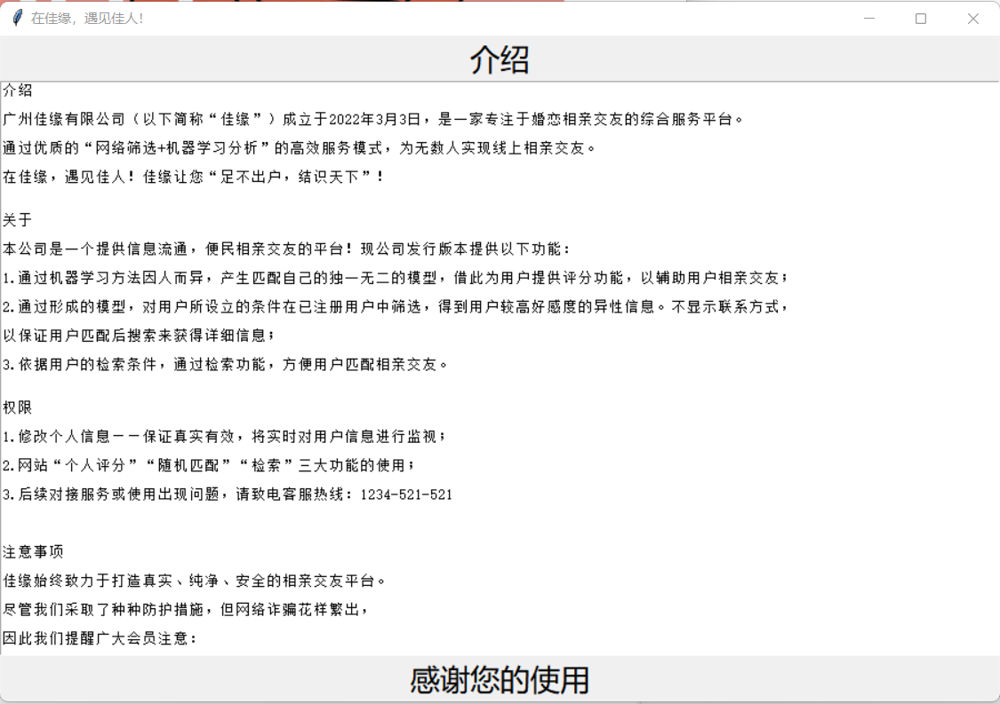 在佳缘，遇见佳人！
介绍
介绍
广州佳缘有限公司（以下简称“佳缘”）成立于2022年3月3日，是一家专注于婚恋相亲交友的综合服务平台。
通过优质的“网络筛选+机器学习分析”的高效服务模式，为无数人实现线上相亲交友。
在佳缘，遇见佳人！佳缘让您“足不出户，结识天下”！
关于
本公司是一个提供信息流通，便民相亲交友的平台！现公司发行版本提供以下功能：
1.通过机器学习方法因人而异，产生匹配自己的独一无二的模型，借此为用户提供评分功能，以辅助用户相亲交友；
2.通过形成的模型，对用户所设立的条件在已注册用户中筛选，得到用户较高好感度的异性信息。不显示联系方式，
以保证用户匹配后搜索来获得详细信息；
3.依据用户的检索条件，通过检索功能，方便用户匹配相亲交友。
权限
1.修改个人信息——保证真实有效，将实时对用户信息进行监视；
2.网站“个人评分”“随机匹配”“检索”三大功能的使用；
3.后续对接服务或使用出现问题，请致电客服热线：1234-521-521
注意事项
佳缘始终致力于打造真实、纯净、安全的相亲交友平台。
尽管我们采取了种种防护措施，但网络诈骗花样繁出，
因此我们提醒广大会员注意：
感谢您的使用